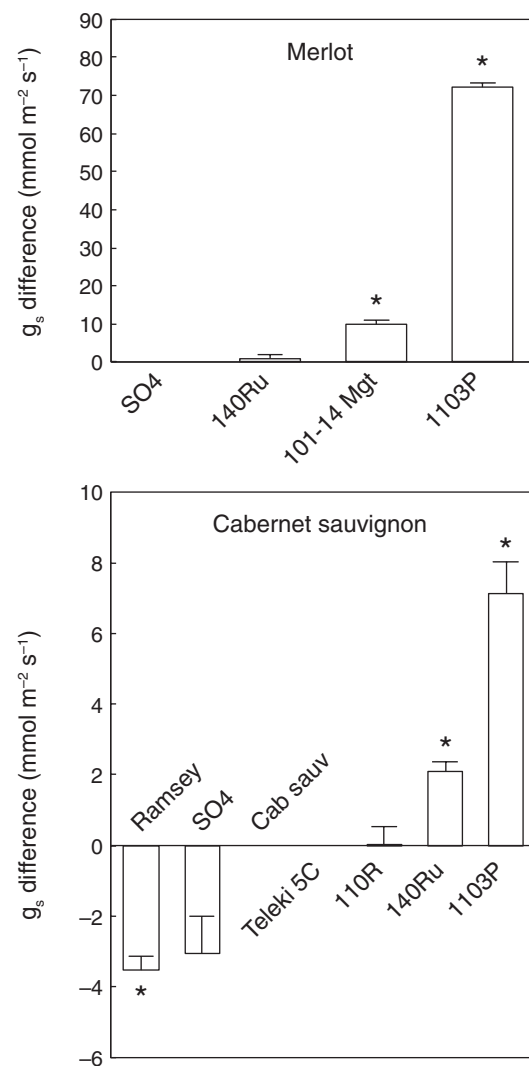 Merlot
gₛ difference (mmol m⁻² s⁻¹)
90
80
70
60
50
40
30
20
10
0
*
*
SO4
140Ru
101-14 Mgt
1103P
Cabernet sauvignon
gₛ difference (mmol m⁻² s⁻¹)
10
8
6
4
2
0
–2
–4
–6
*
*
*
Ramsey
SO4
Cab sauv
Teleki 5C
110R
140Ru
1103P